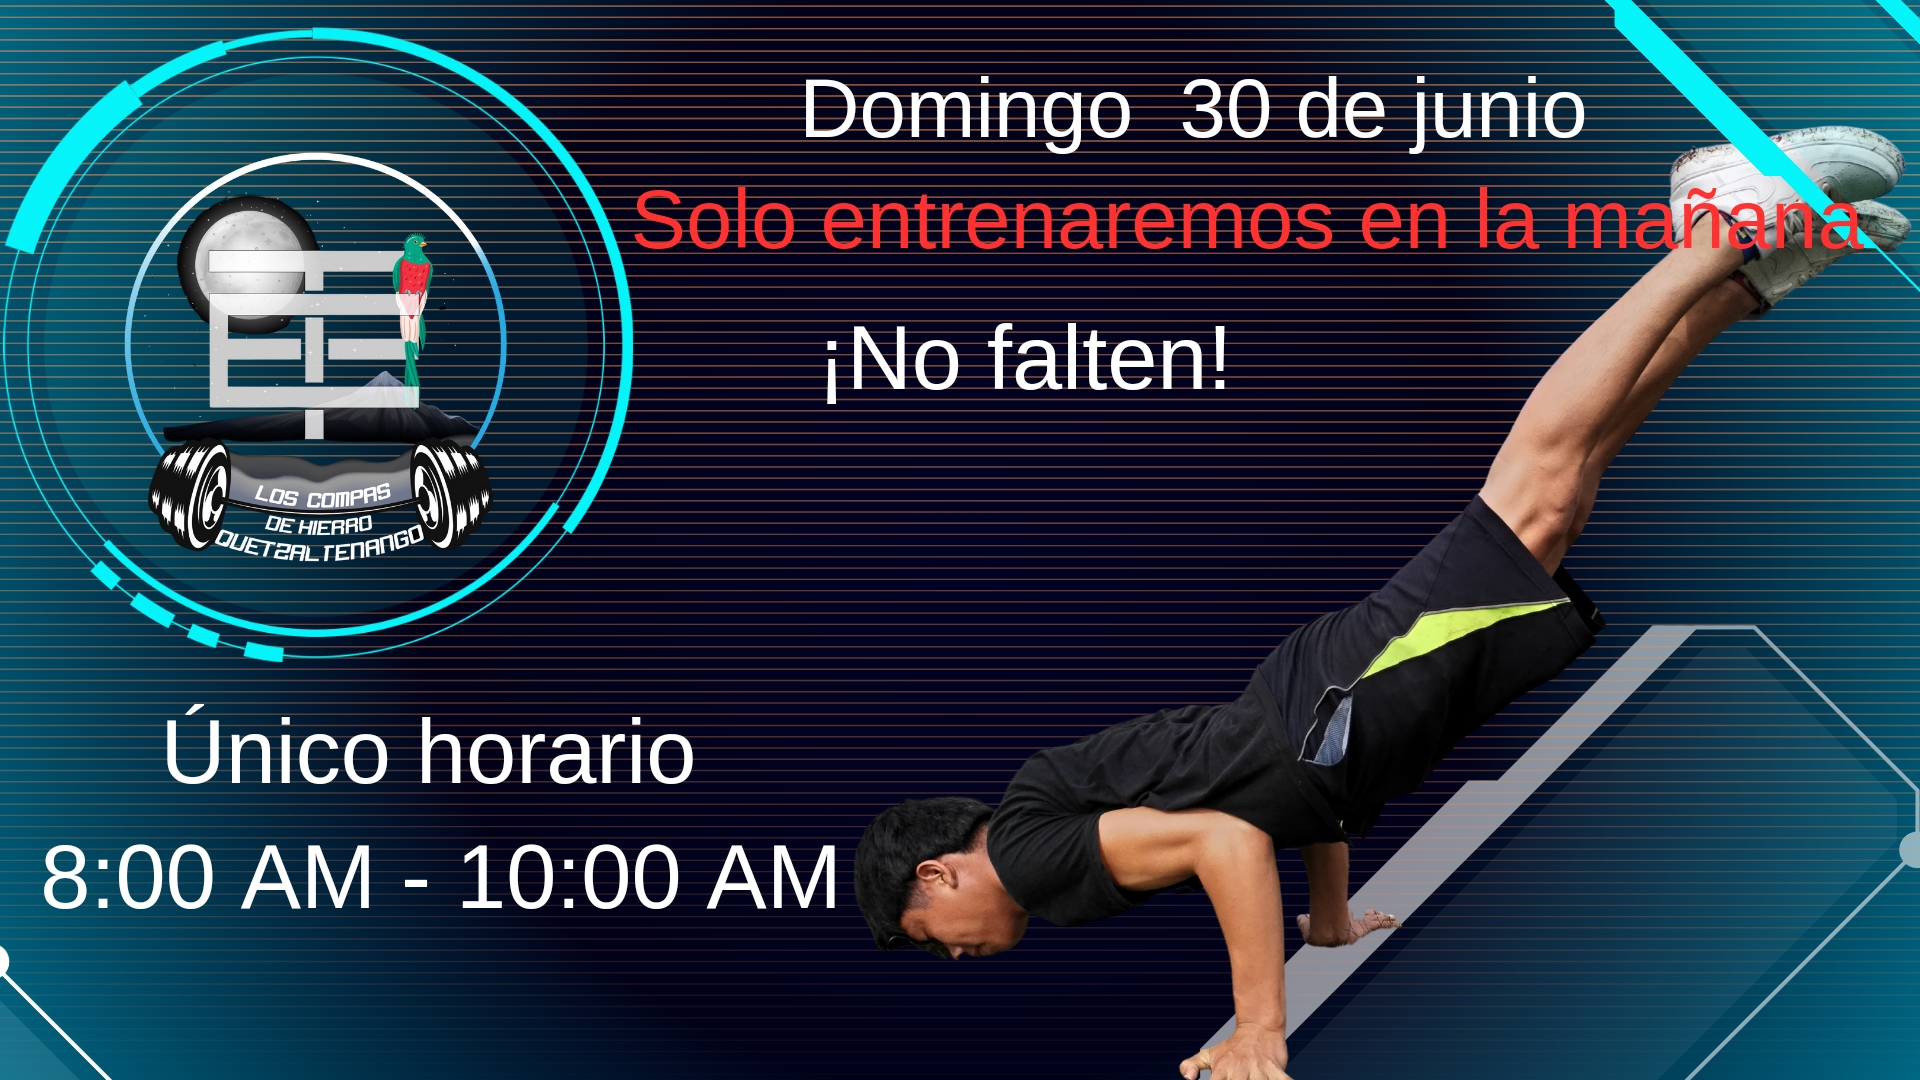 Domingo  30 de junio
Solo entrenaremos en la mañana
¡No falten!
LOS COMPAS
DE HIERRO
QUETZALTENANGO
Único horario
8:00 AM - 10:00 AM